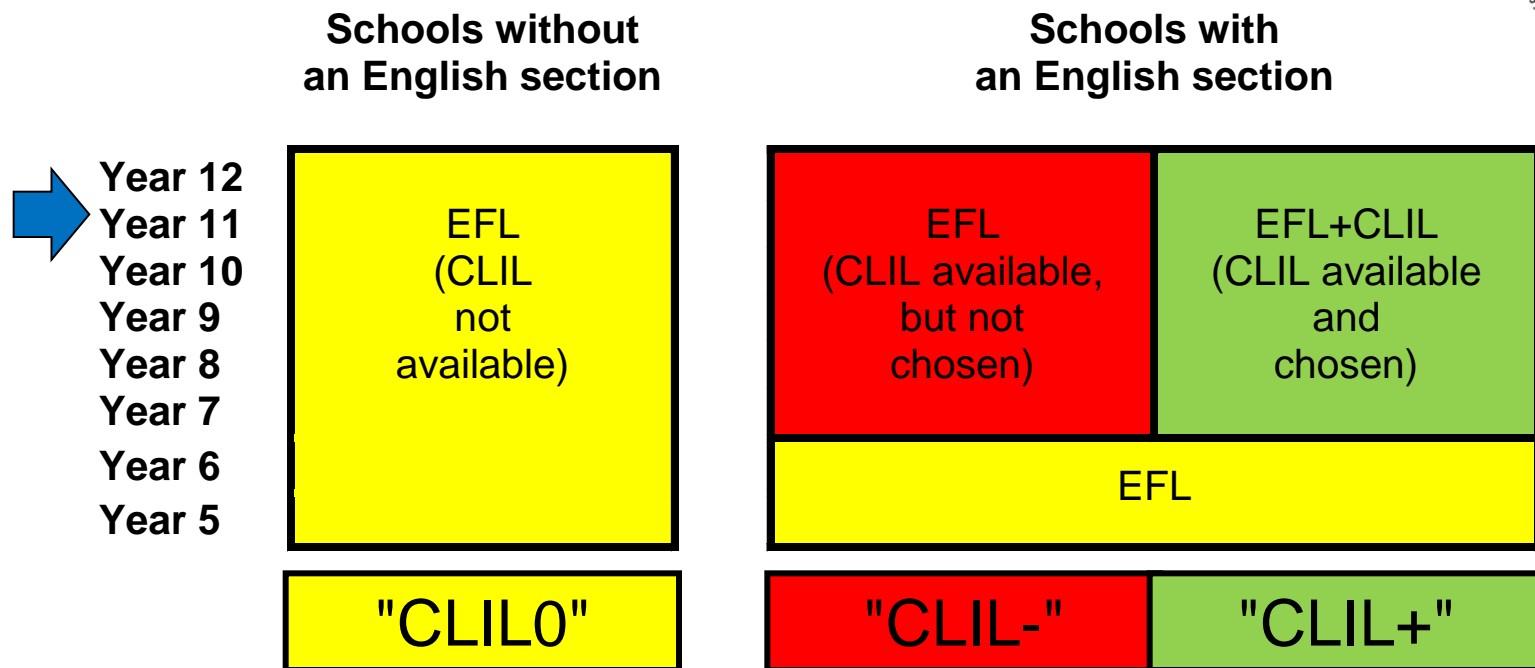 Schools without
an English section
Schools with
an English section
Year 12
Year 11
Year 10
Year 9
Year 8
Year 7
Year 6
Year 5
EFL
(CLIL
not
available)
EFL
(CLIL available,
but not
chosen)
EFL+CLIL
(CLIL available
and
chosen)
EFL
"CLIL0"
"CLIL-"
"CLIL+"